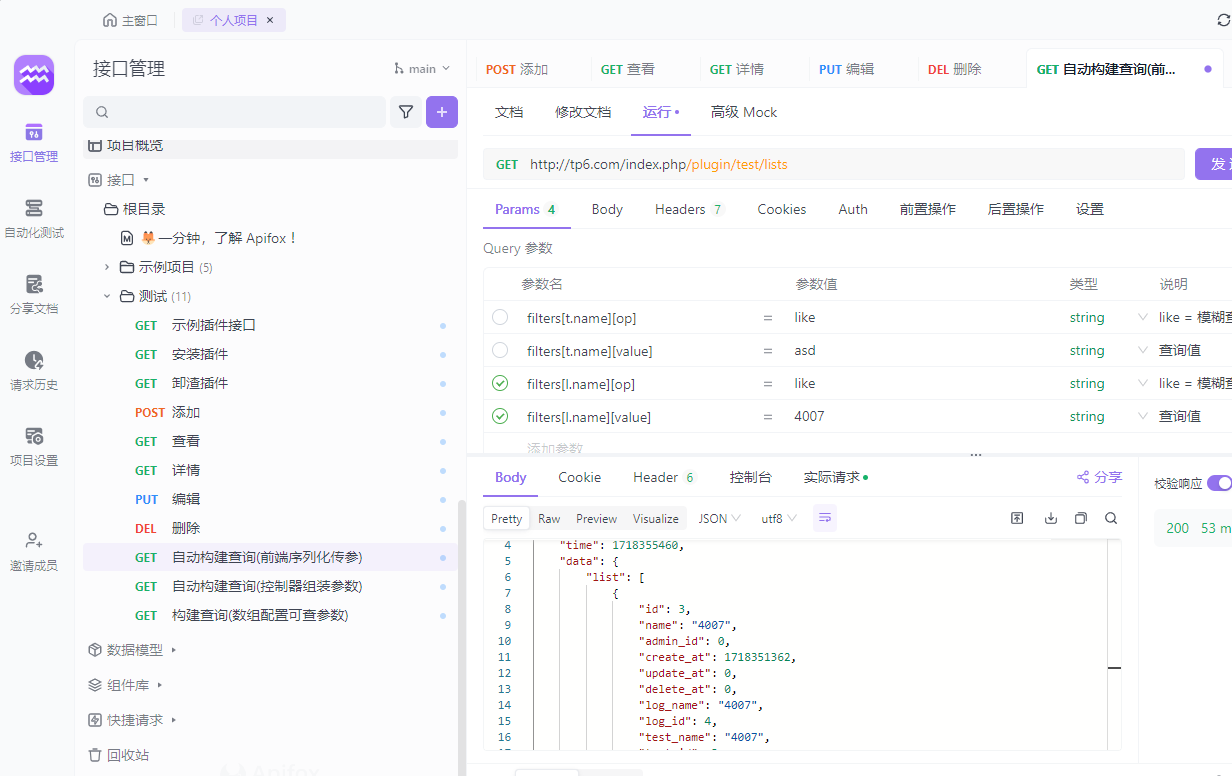 主窗口
个人项目 ×
接口管理
main
接口管理
自动化测试
分享文档
请求历史
项目设置
邀请成员
项目概览
接口
根目录
一分钟，了解 Apifox！
示例项目 (5)
测试 (11)
GET 示例插件接口
GET 安装插件
GET 卸渣插件
POST 添加
GET 查看
GET 详情
PUT 编辑
DEL 删除
GET 自动构建查询(前端序列化传参)
GET 自动构建查询(控制器组装参数)
GET 构建查询(数组配置可查参数)
数据模型
组件库
快捷请求
回收站
POST 添加 GET 查看 GET 详情 PUT 编辑 DEL 删除 GET 自动构建查询(前...
文档 修改文档 运行 高级 Mock
GET http://tp6.com/index.php/plugin/test/lists 发
Params 4 Body Headers 7 Cookies Auth 前置操作 后置操作 设置
Query 参数
参数名 参数值 类型 说明
filters[t.name][op] = like string like = 模糊
filters[t.name][value] = asd string 查询值
filters[l.name][op] = like string like = 模糊
filters[l.name][value] = 4007 string 查询值
添加参数
Body Cookie Header 6 控制台 实际请求 分享 校验响应
Pretty Raw Preview Visualize JSON utf8
200 53 m
4 "time": 1718355460,
5 "data": {
6 "list": [
7 {
8 "id": 3,
9 "name": "4007",
10 "admin_id": 0,
11 "create_at": 1718351362,
12 "update_at": 0,
13 "delete_at": 0,
14 "log_name": "4007",
15 "log_id": 4,
16 "test_name": "4007",